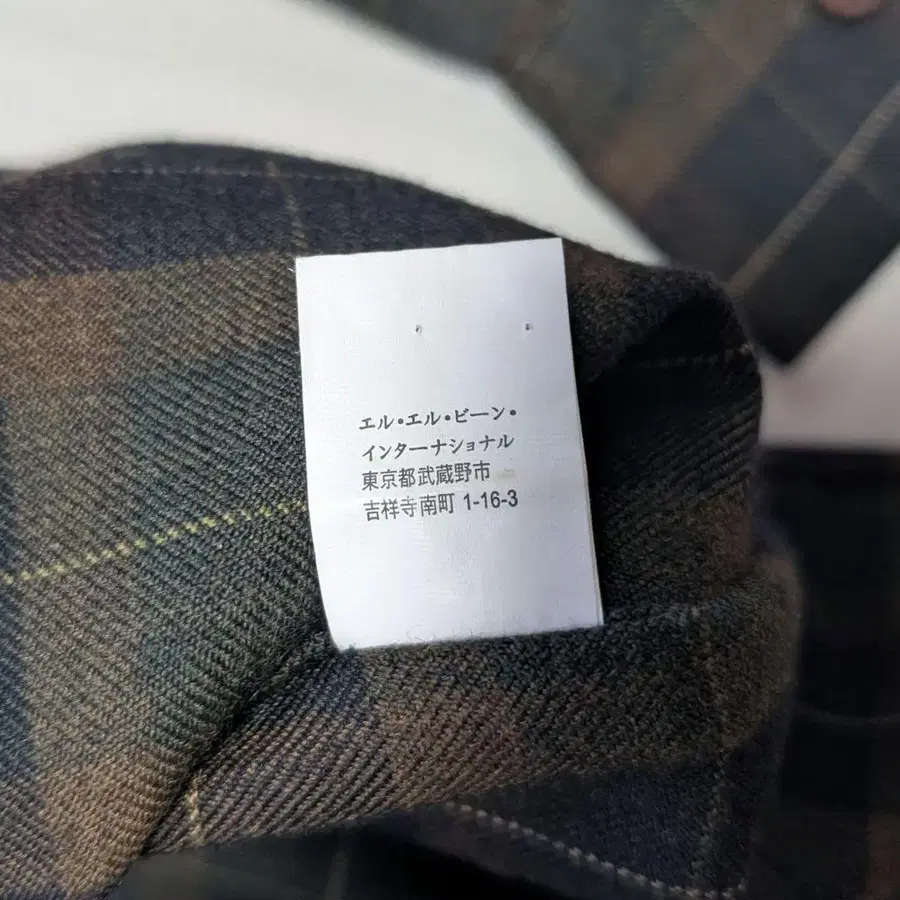 エル・エル・ビーン・
インターナショナル
東京都武蔵野市
吉祥寺南町 1-16-3